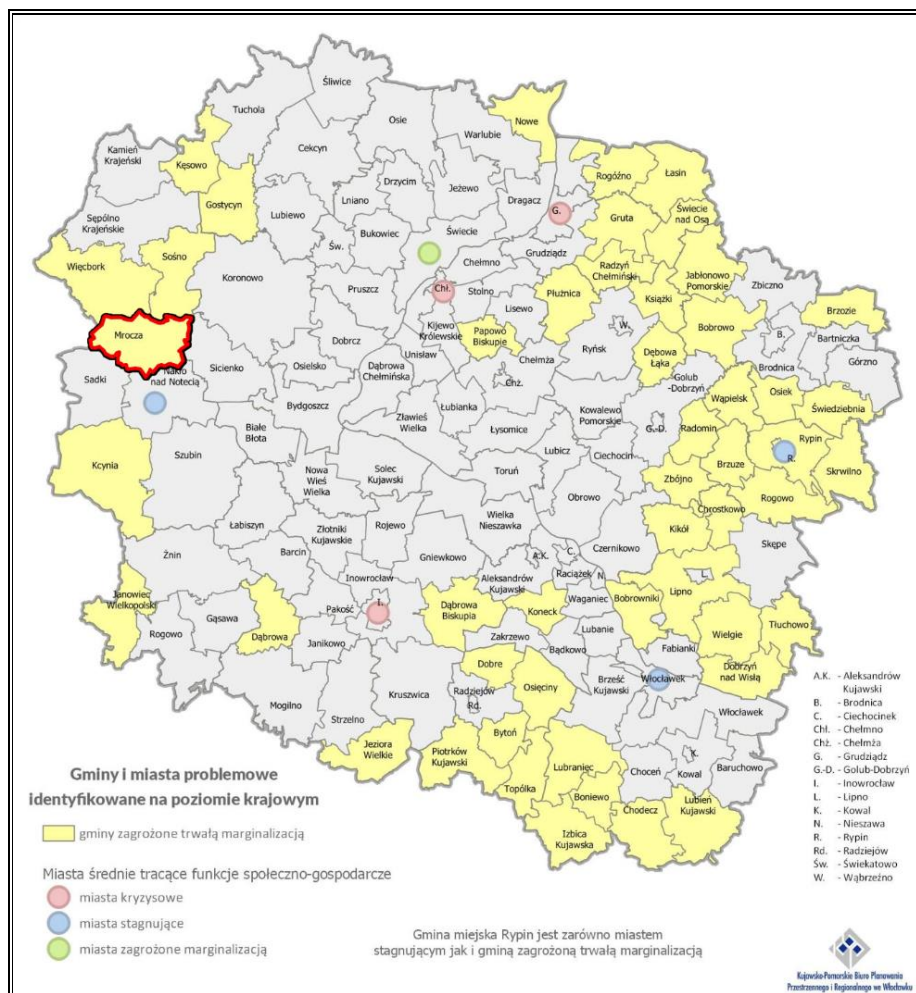 Śliwice
Tuchola
Osie
Nowe
Warlubie
Kamień
Krajeński
Cekcyn
Kęsowo
Rogóźno
Łasin
Drzycim
Gostycyn
Lniano
Jeżewo
Dragacz
Sępólno
Krajeńskie
Lubiewo
G.
Gruta
Świecie
nad Osą
Św.
Bukowiec
Świecie
Więcbork
Sośno
Grudziądz
Koronowo
Chełmno
Radzyń
Chełmiński
Jabłonowo
Pomorskie
Zbiczno
Pruszcz
Chł.
Stolno
Płużnica
Książki
Lisewo
Brzozie
Mrocza
Kijewo
Królewskie
Papowo
Biskupie
W.
Bobrowo
B.
Bartniczka
Dobrcz
Unisław
Ryńsk
Dębowa
Łąka
Brodnica
Górzno
Sadki
Nakło
nad Notecią
Sicienko
Osielsko
Dąbrowa
Chełmińska
Chełmża
Chż.
Golub
-Dobrzyń
Bydgoszcz
Łubianka
Wąpielsk
Osiek
Świedziebnia
Białe
Błota
Zławieś
Wielka
Łysomice
Kowalewo
Pomorskie
G.-D.
Radomin
Rypin
R.
Kcynia
Szubin
Nowa
Wieś
Wielka
Solec
Kujawski
Toruń
Lubicz
Ciechocin
Zbójno
Brzuze
Skrwilno
Obrowo
Chrostkowo
Rogowo
Łabiszyn
Złotniki
Kujawskie
Rojewo
Wielka
Nieszawka
Kikół
Żnin
Barcin
Gniewkowo
A.K.
C.
Czernikowo
Skępe
Inowrocław
Aleksandrów
Kujawski
Raciążek
N.
L.
Janowiec
Wielkopolski
I.
Pakość
Dąbrowa
Biskupia
Koneck
Waganiec
Bobrowniki
Lipno
Rogowo
Gąsawa
Dąbrowa
Janikowo
Zakrzewo
Lubanie
Bądkowo
Fabianki
Wielgie
Tłuchowo
Dobre
Osięciny
Mogilno
Strzelno
Kruszwica
Radziejów
Rd.
Brześć
Kujawski
Włocławek
Dobrzyń
nad Wisłą
Włocławek
Jeziora
Wielkie
Piotrków
Kujawski
Bytoń
Lubraniec
Choceń
K.
Kowal
Baruchowo
Topólka
Boniewo
Chodecz
Lubień
Kujawski
Izbica
Kujawska
A.K. - Aleksandrów
Kujawski
B. - Brodnica
C. - Ciechocinek
Chł. - Chełmno
Chż. - Chełmża
G. - Grudziądz
G.-D. - Golub-Dobrzyń
I. - Inowrocław
L. - Lipno
K. - Kowal
N. - Nieszawa
R. - Rypin
Rd. - Radziejów
Św. - Świekatowo
W. - Wąbrzeźno
Gminy i miasta problemowe
identyfikowane na poziomie krajowym
gminy zagrożone trwałą marginalizacją
Miasta średnie tracące funkcje społeczno-gospodarcze
miasta kryzysowe
miasta stagnujące
miasta zagrożone marginalizacją
Gmina miejska Rypin jest zarówno miastem
stagnującym jak i gminą zagrożoną trwałą marginalizacją
Kujawsko-Pomorskie Biuro Planowania
Przestrzennego i Regionalnego we Włocławku